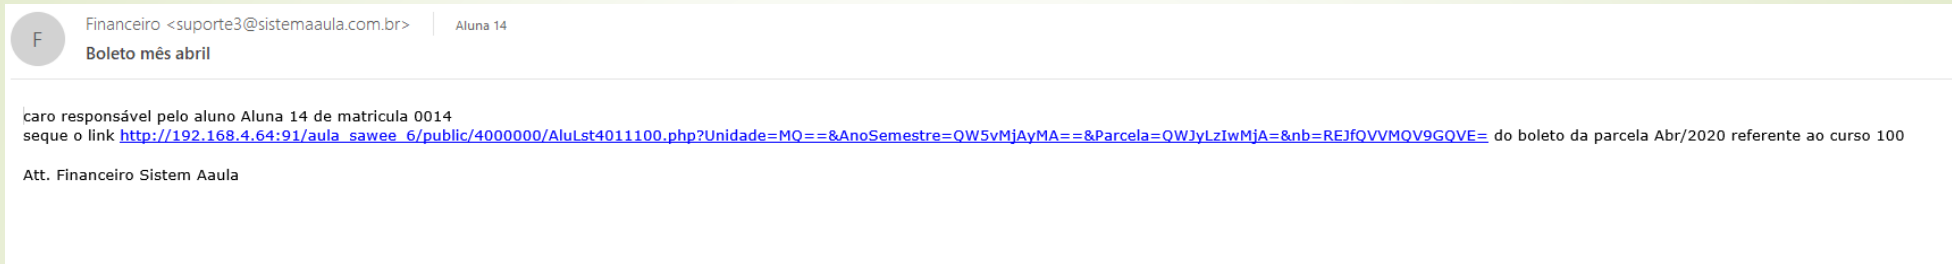 F
Financeiro <suporte3@sistemaaula.com.br>
Aluna 14
Boleto mês abril
caro responsável pelo aluno Aluna 14 de matricula 0014
seque o link http://192.168.4.64:91/aula_sawee_6/public/4000000/AluLst4011100.php?Unidade=MQ==&AnoSemestre=QW5vMjAyMA==&Parcela=QWJyLzIwMjA=&nb=REJfQVVMQV9GQVE= do boleto da parcela Abr/2020 referente ao curso 100
Att. Financeiro Sistem Aaula